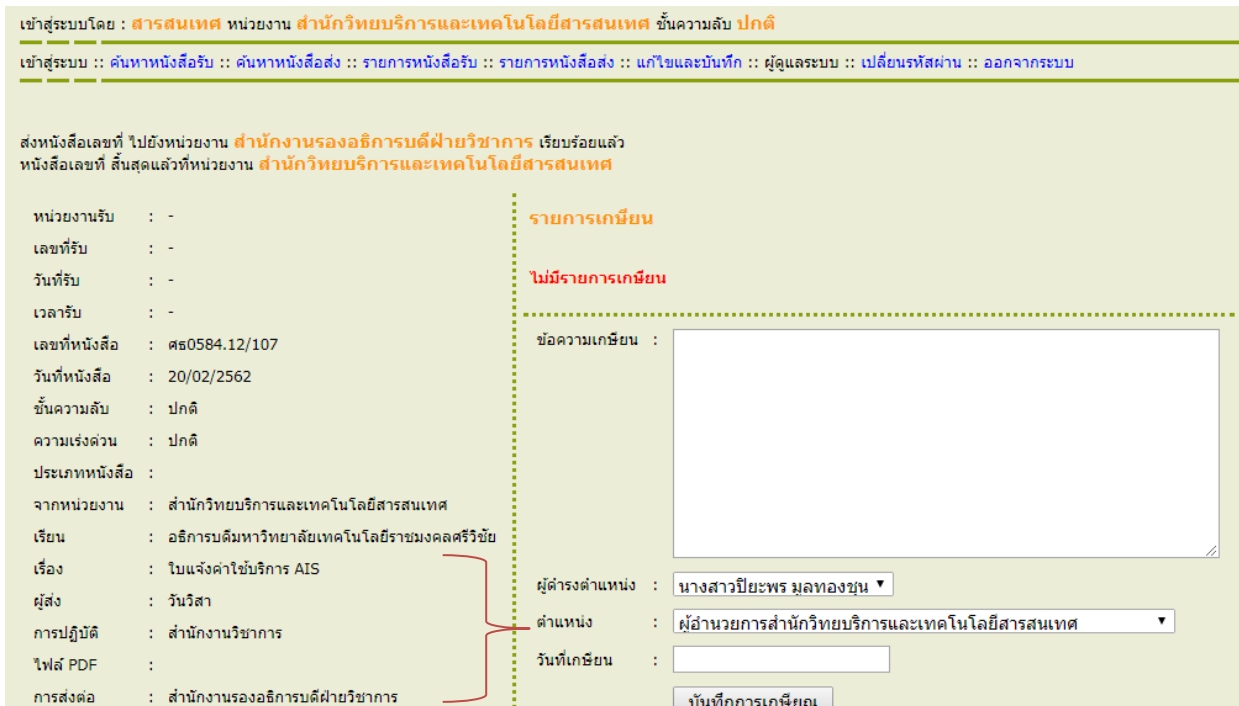 เข้าสู่ระบบโดย : สารสนเทศ หน่วยงาน สำนักวิทยบริการและเทคโนโลยีสารสนเทศ ชั้นความลับ ปกติ
เข้าสู่ระบบ :: ค้นหาหนังสือรับ :: ค้นหาหนังสือส่ง :: รายการหนังสือรับ :: รายการหนังสือส่ง :: แก้ไขและบันทึก :: ผู้ดูแลระบบ :: เปลี่ยนรหัสผ่าน :: ออกจากระบบ
ส่งหนังสือเลขที่ ไปยังหน่วยงาน สำนักงานรองอธิการบดีฝ่ายวิชาการ เรียบร้อยแล้ว
หนังสือเลขที่ สิ้นสุดแล้วที่หน่วยงาน สำนักวิทยบริการและเทคโนโลยีสารสนเทศ
หน่วยงานรับ : -
เลขที่รับ : -
วันที่รับ : -
เวลารับ : -
เลขที่หนังสือ : ศธ0584.12/107
วันที่หนังสือ : 20/02/2562
ชั้นความลับ : ปกติ
ความเร่งด่วน : ปกติ
ประเภทหนังสือ :
จากหน่วยงาน : สำนักวิทยบริการและเทคโนโลยีสารสนเทศ
เรียน : อธิการบดีมหาวิทยาลัยเทคโนโลยีราชมงคลศรีวิชัย
เรื่อง : ใบแจ้งค่าใช้บริการ AIS
ผู้ส่ง : วันวิสา
การปฏิบัติ : สำนักงานวิชาการ
ไฟล์ PDF :
การส่งต่อ : สำนักงานรองอธิการบดีฝ่ายวิชาการ
รายการเกษียน
ไม่มีรายการเกษียน
ข้อความเกษียน :
ผู้ดำรงตำแหน่ง : นางสาวปิยะพร มูลทองชุน
ตำแหน่ง : ผู้อำนวยการสำนักวิทยบริการและเทคโนโลยีสารสนเทศ
วันที่เกษียน :
บันทึกการเกษียณ